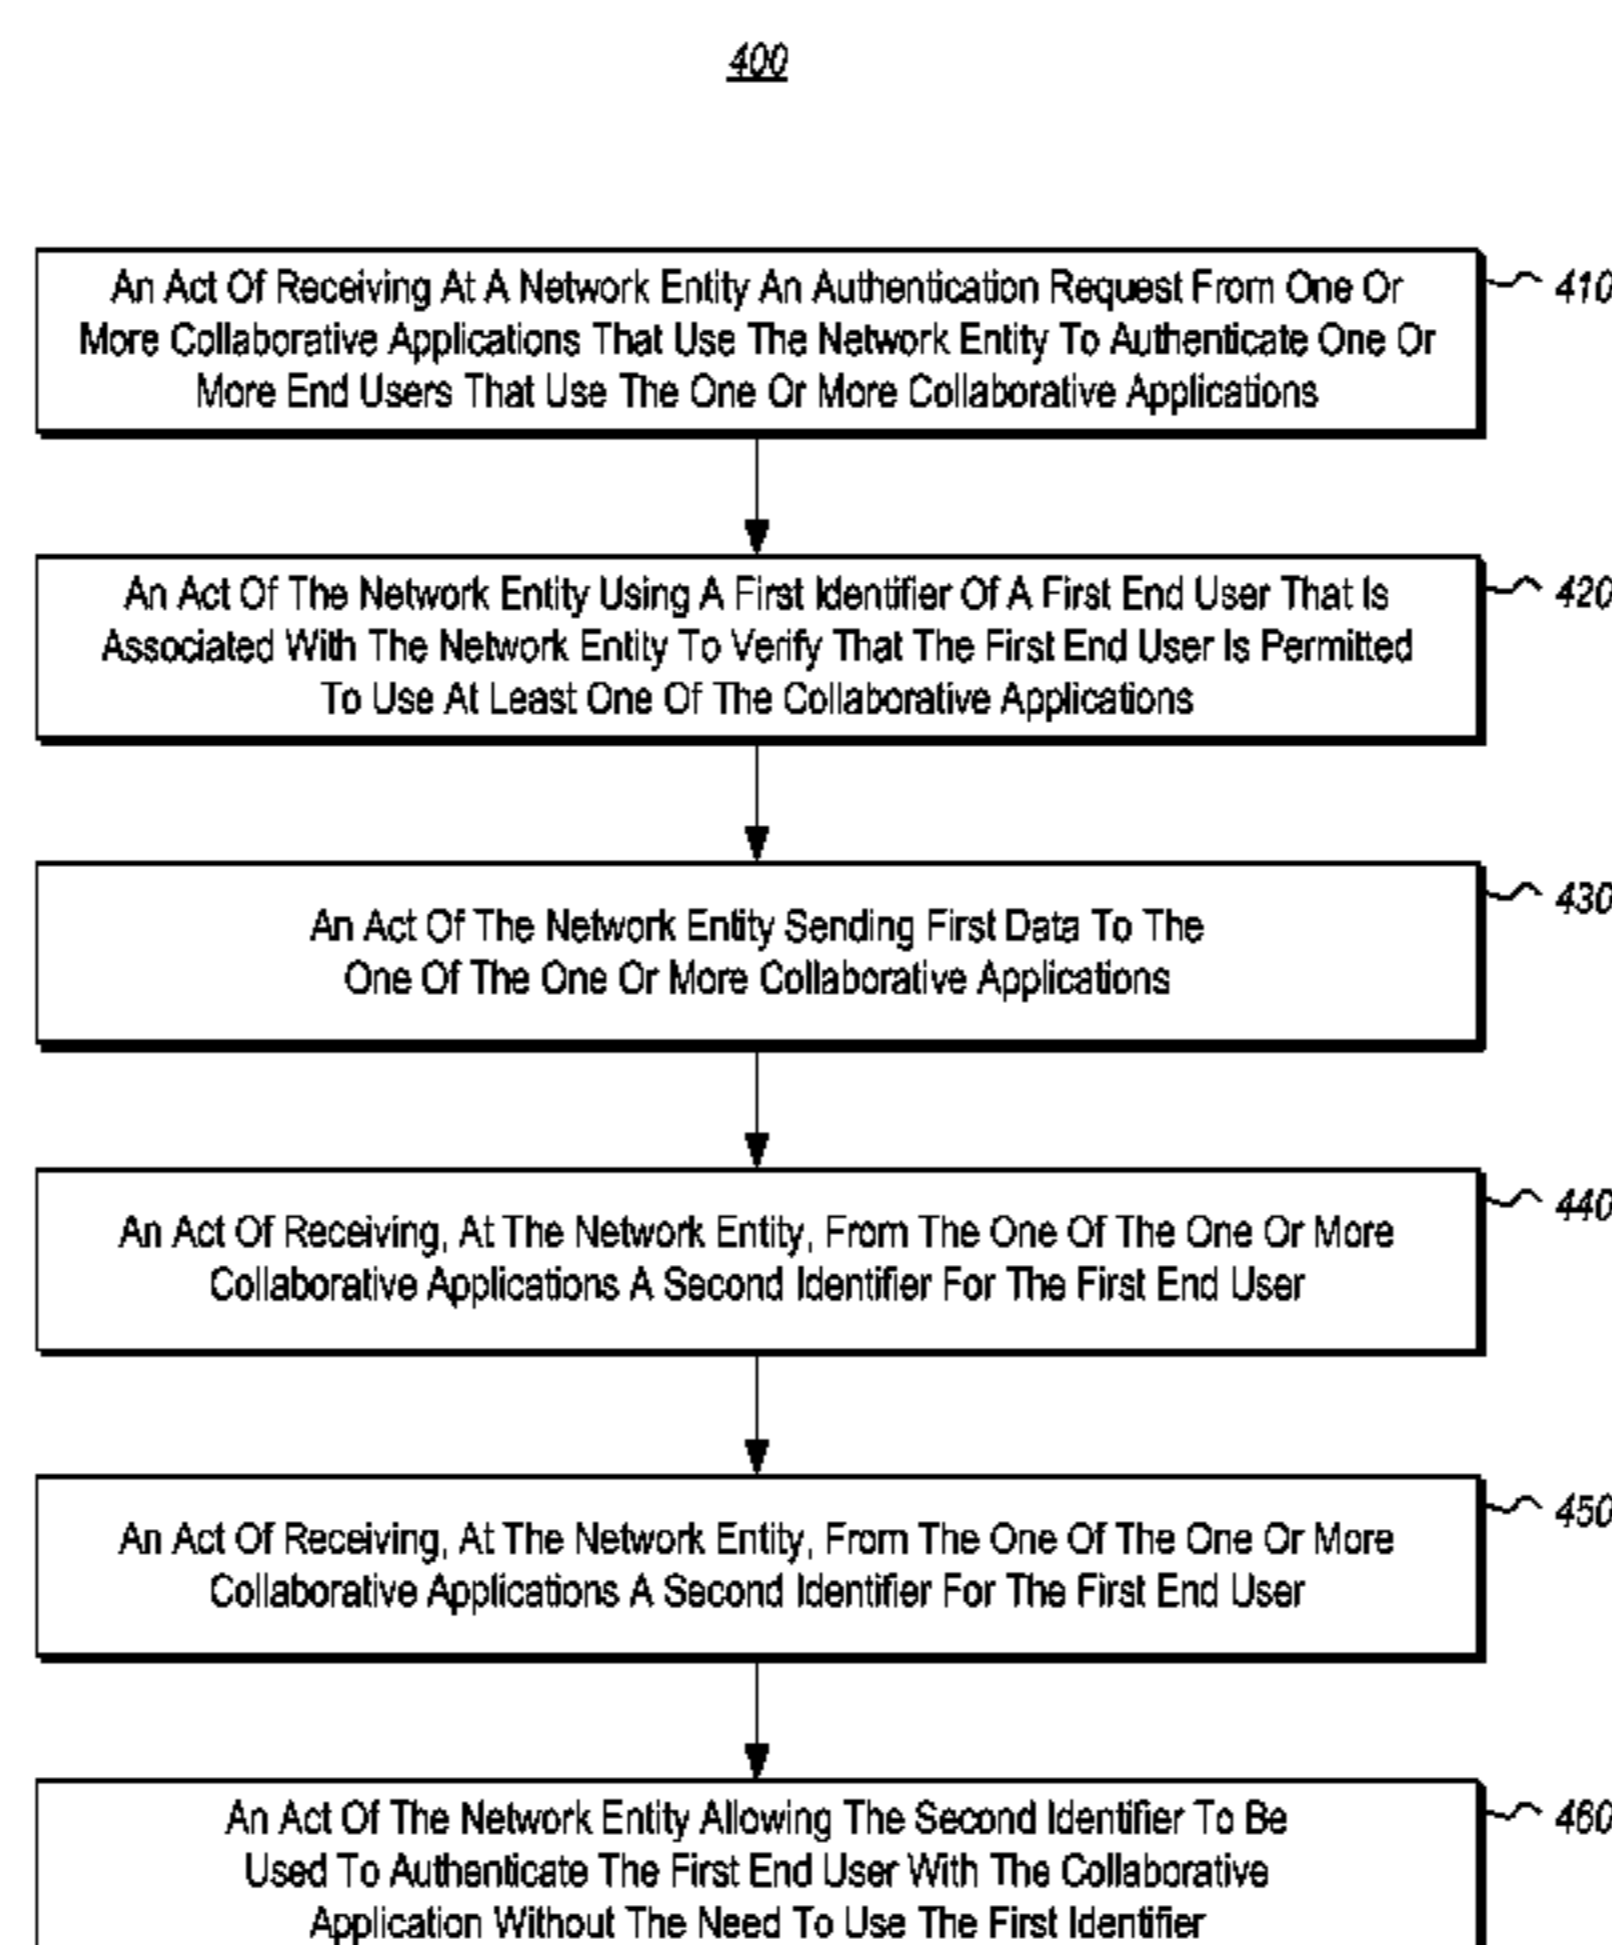 400
An Act Of Receiving At A Network Entity An Authentication Request From One Or
More Collaborative Applications That Use The Network Entity To Authenticate One Or
More End Users That Use The One Or More Collaborative Applications
410
An Act Of The Network Entity Using A First Identifier Of A First End User That Is
Associated With The Network Entity To Verify That The First End User Is Permitted
To Use At Least One Of The Collaborative Applications
420
An Act Of The Network Entity Sending First Data To The
One Of The One Or More Collaborative Applications
430
An Act Of Receiving, At The Network Entity, From The One Of The One Or More
Collaborative Applications A Second Identifier For The First End User
440
An Act Of Receiving, At The Network Entity, From The One Of The One Or More
Collaborative Applications A Second Identifier For The First End User
450
An Act Of The Network Entity Allowing The Second Identifier To Be
Used To Authenticate The First End User With The Collaborative
Application Without The Need To Use The First Identifier
460